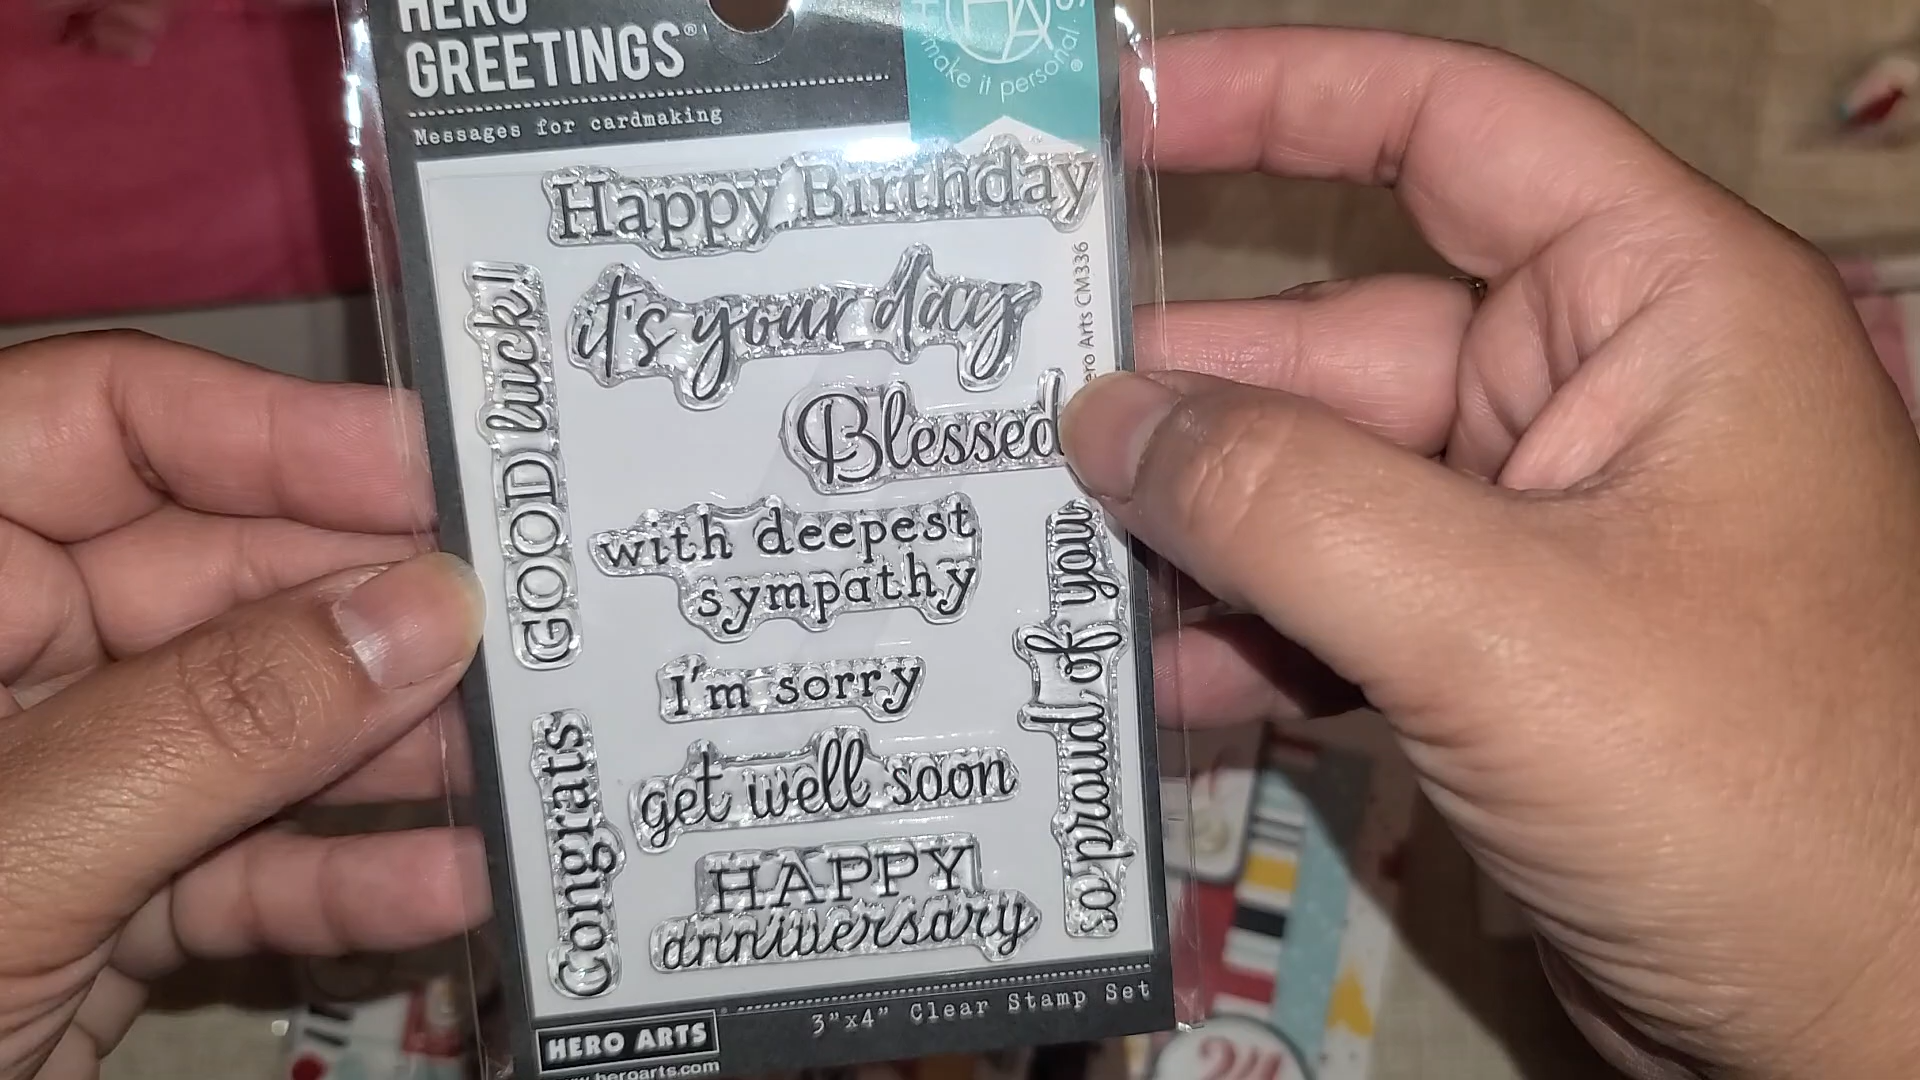 HERO
GREETINGS®
Messages for cardmaking
HA
make it personal.®
Happy Birthday
it's your day
Blessed
with deepest
sympathy
I'm sorry
get well soon
HAPPY
anniversary
GOOD luck!
Congrats
so proud of you
Arts CM336
HERO ARTS
3"x4" Clear Stamp Set
heroarts.com
24